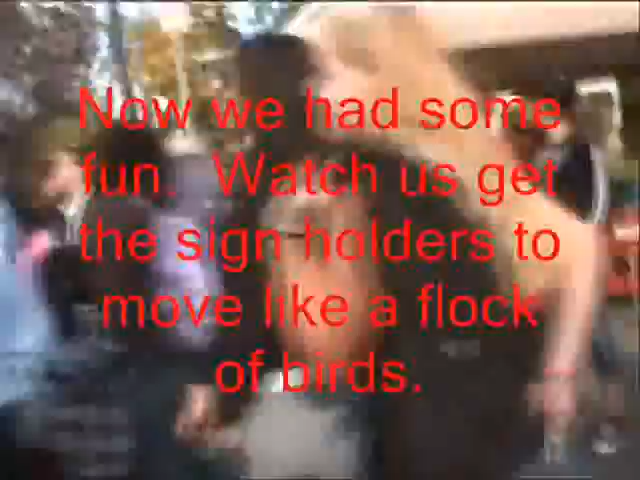 Now we had some
fun.  Watch us get
the sign holders to
move like a flock
of birds.